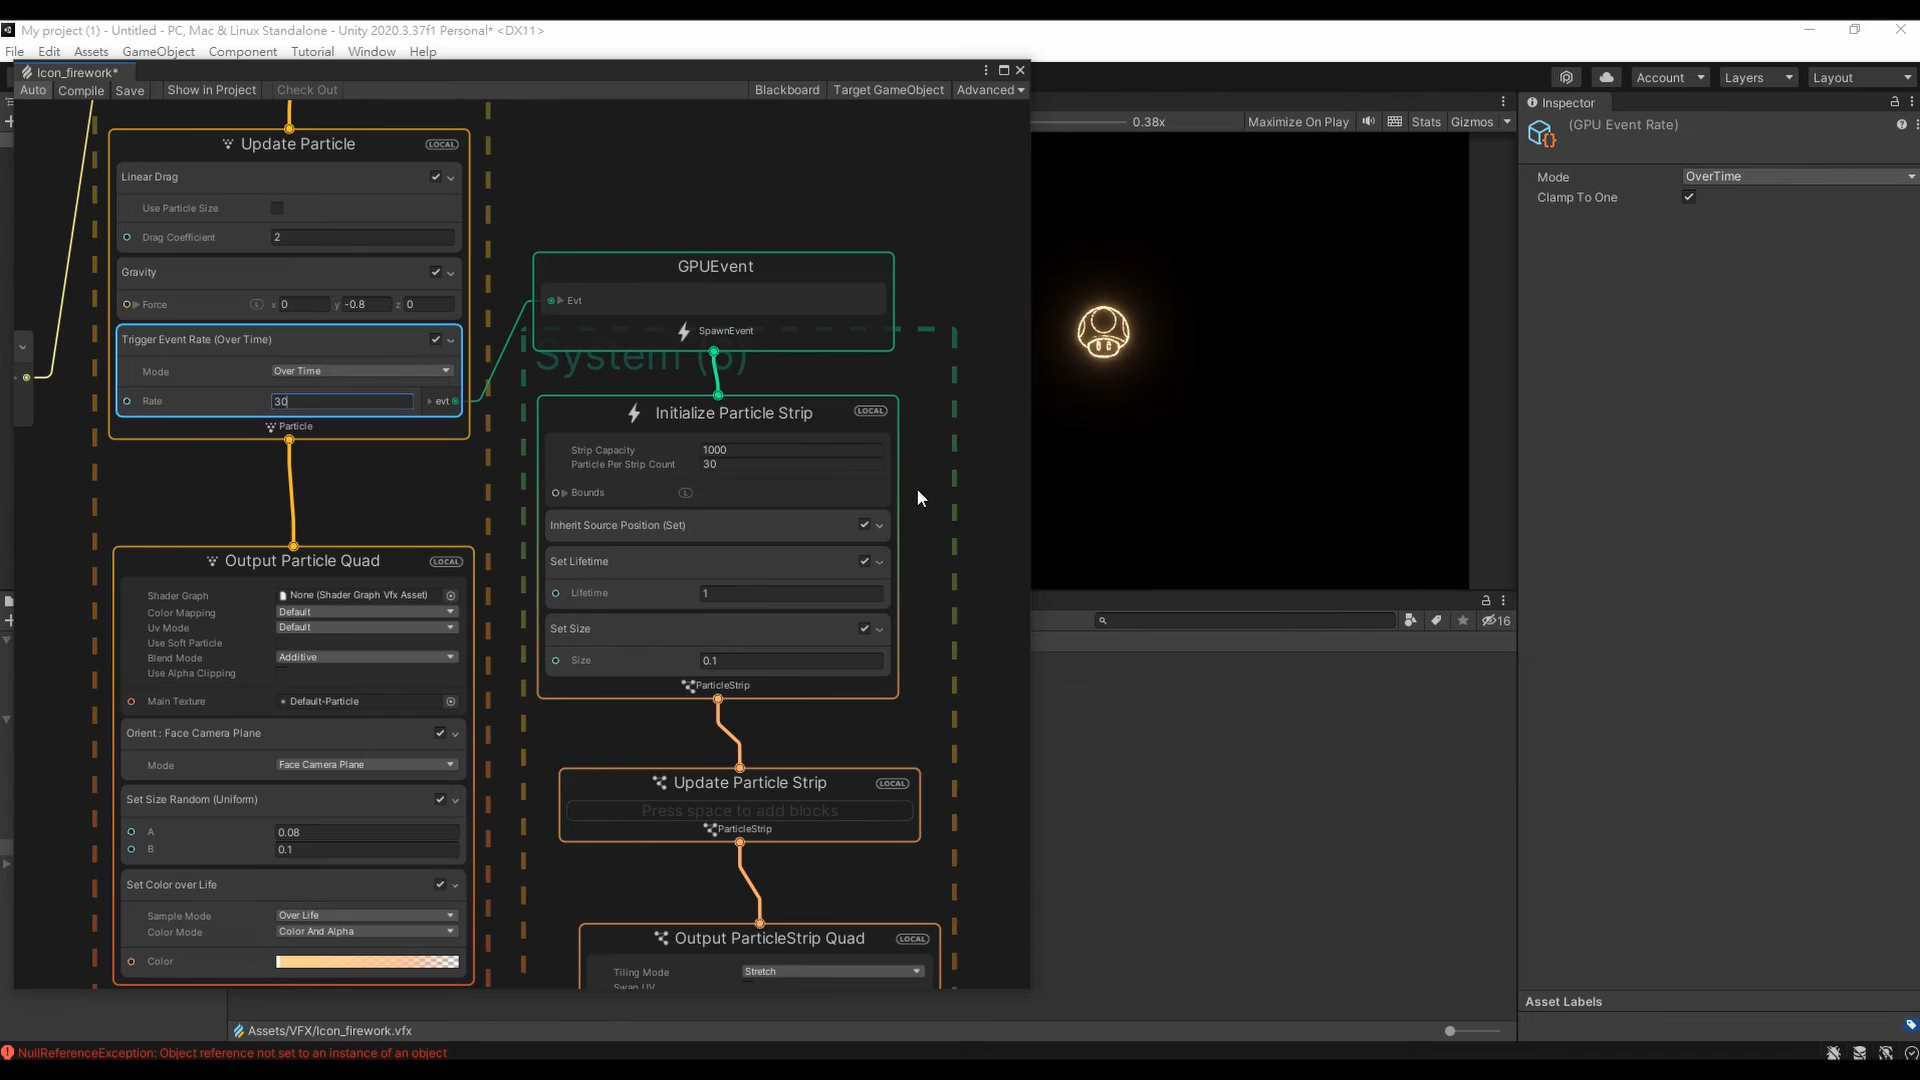 My project (1) - Untitled - PC, Mac & Linux Standalone - Unity 2020.3.37f1 Personal* <DX11>
File Edit Assets GameObject Component Tutorial Window Help
Icon_firework*
Auto Compile Save Show in Project Check Out Blackboard Target GameObject Advanced
Account Layers Layout
0.38x Maximize On Play Stats Gizmos
Inspector
(GPU Event Rate)
Mode OverTime
Clamp To One
Update Particle LOCAL
Linear Drag
Use Particle Size
Drag Coefficient 2
Gravity
Force L x 0 y -0.8 z 0
Trigger Event Rate (Over Time)
Mode Over Time
Rate 30 evt
Particle
Output Particle Quad LOCAL
Shader Graph None (Shader Graph Vfx Asset)
Color Mapping Default
Uv Mode Default
Use Soft Particle
Blend Mode Additive
Use Alpha Clipping
Main Texture Default-Particle
Orient : Face Camera Plane
Mode Face Camera Plane
Set Size Random (Uniform)
A 0.08
B 0.1
Set Color over Life
Sample Mode Over Life
Color Mode Color And Alpha
Color
GPUEvent
Evt
SpawnEvent
System (6)
Initialize Particle Strip LOCAL
Strip Capacity 1000
Particle Per Strip Count 30
Bounds L
Inherit Source Position (Set)
Set Lifetime
Lifetime 1
Set Size
Size 0.1
ParticleStrip
Update Particle Strip LOCAL
Press space to add blocks
ParticleStrip
Output ParticleStrip Quad LOCAL
Tiling Mode Stretch
Swap UV
16
Asset Labels
Assets/VFX/Icon_firework.vfx
NullReferenceException: Object reference not set to an instance of an object